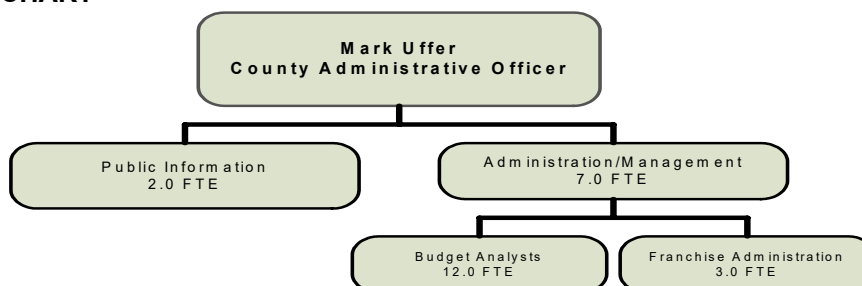 CHART
Mark Uffer
County Administrative Officer
Public Information
2.0 FTE
Administration/Management
7.0 FTE
Budget Analysts
12.0 FTE
Franchise Administration
3.0 FTE